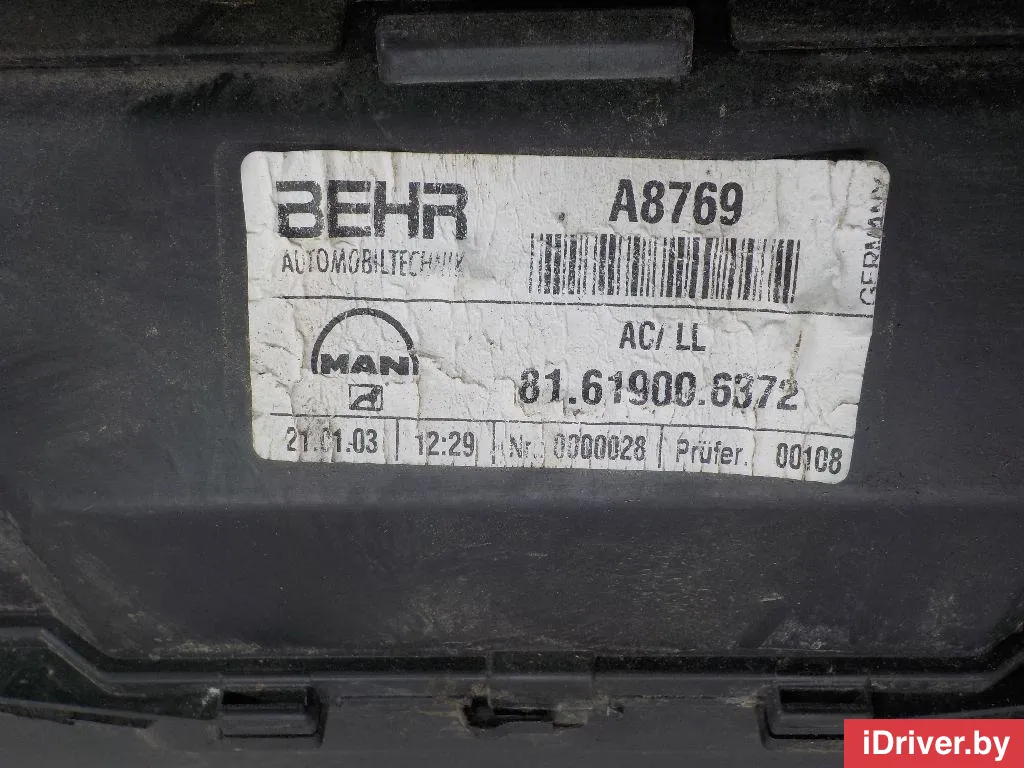 BEHR
AUTOMOBILTECHNIK
A8769
GERMANY
MAN
AC/ LL
81.61900.6372
21.01.03 12:29 Nr. 0000028 Prüfer. 00108
iDriver.by